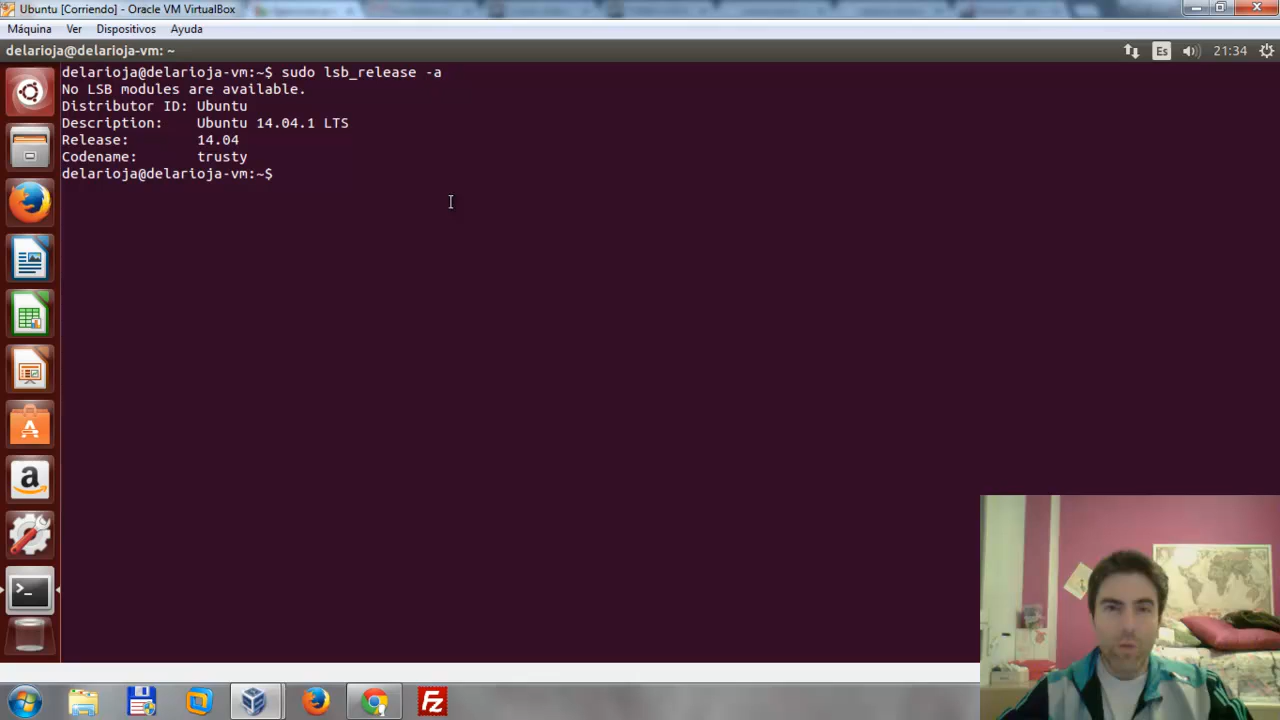 Ubuntu [Corriendo] - Oracle VM VirtualBox
Máquina Ver Dispositivos Ayuda
delarioja@delarioja-vm: ~
Es 21:34
delarioja@delarioja-vm:~$ sudo lsb_release -a
No LSB modules are available.
Distributor ID: Ubuntu
Description: Ubuntu 14.04.1 LTS
Release: 14.04
Codename: trusty
delarioja@delarioja-vm:~$